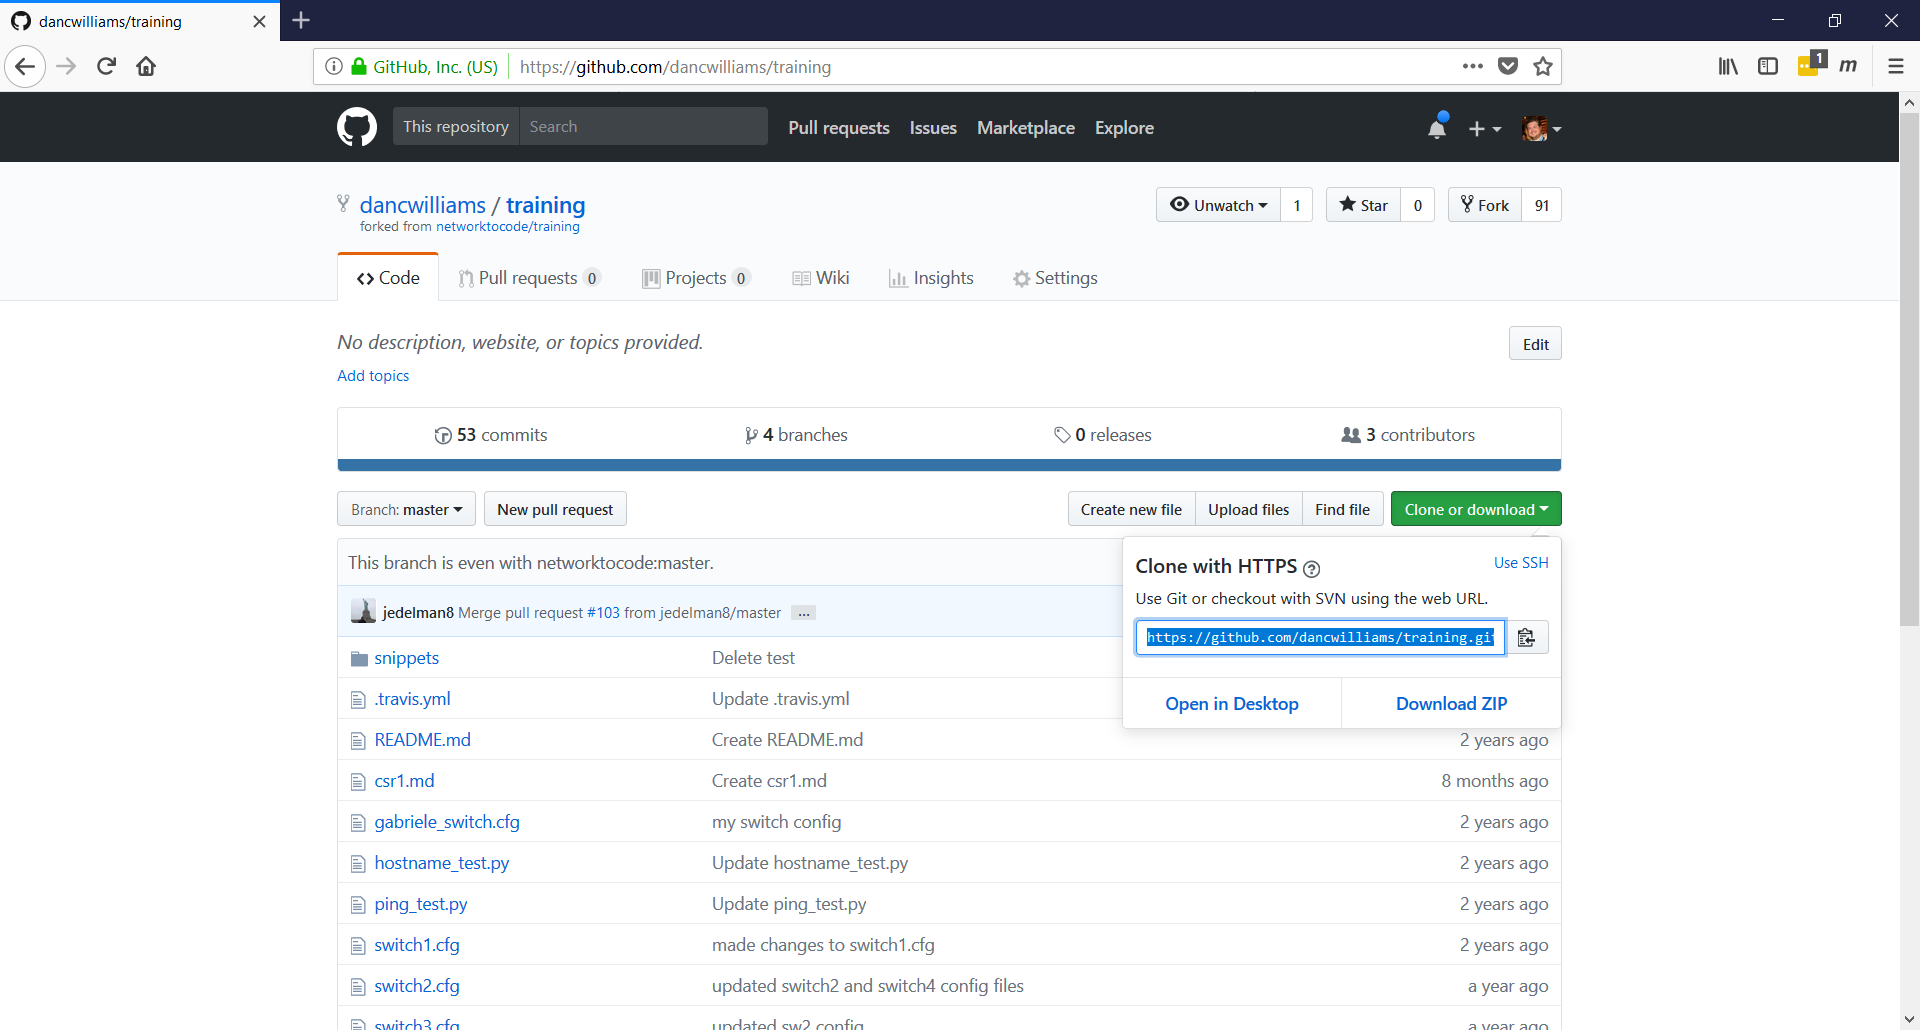 dancwilliams/training
GitHub, Inc. (US) https://github.com/dancwilliams/training
1
m
This repository Search Pull requests Issues Marketplace Explore
dancwilliams / training
forked from networktocode/training
Unwatch 1 Star 0 Fork 91
Code Pull requests 0 Projects 0 Wiki Insights Settings
No description, website, or topics provided.
Edit
Add topics
53 commits 4 branches 0 releases 3 contributors
Branch: master New pull request Create new file Upload files Find file Clone or download
This branch is even with networktocode:master.
jedelman8 Merge pull request #103 from jedelman8/master ...
Clone with HTTPS ? Use SSH
Use Git or checkout with SVN using the web URL.
https://github.com/dancwilliams/training.git
Open in Desktop Download ZIP
snippets Delete test
.travis.yml Update .travis.yml
README.md Create README.md 2 years ago
csr1.md Create csr1.md 8 months ago
gabriele_switch.cfg my switch config 2 years ago
hostname_test.py Update hostname_test.py 2 years ago
ping_test.py Update ping_test.py 2 years ago
switch1.cfg made changes to switch1.cfg 2 years ago
switch2.cfg updated switch2 and switch4 config files a year ago
switch3.cfg updated sw2 config a year ago